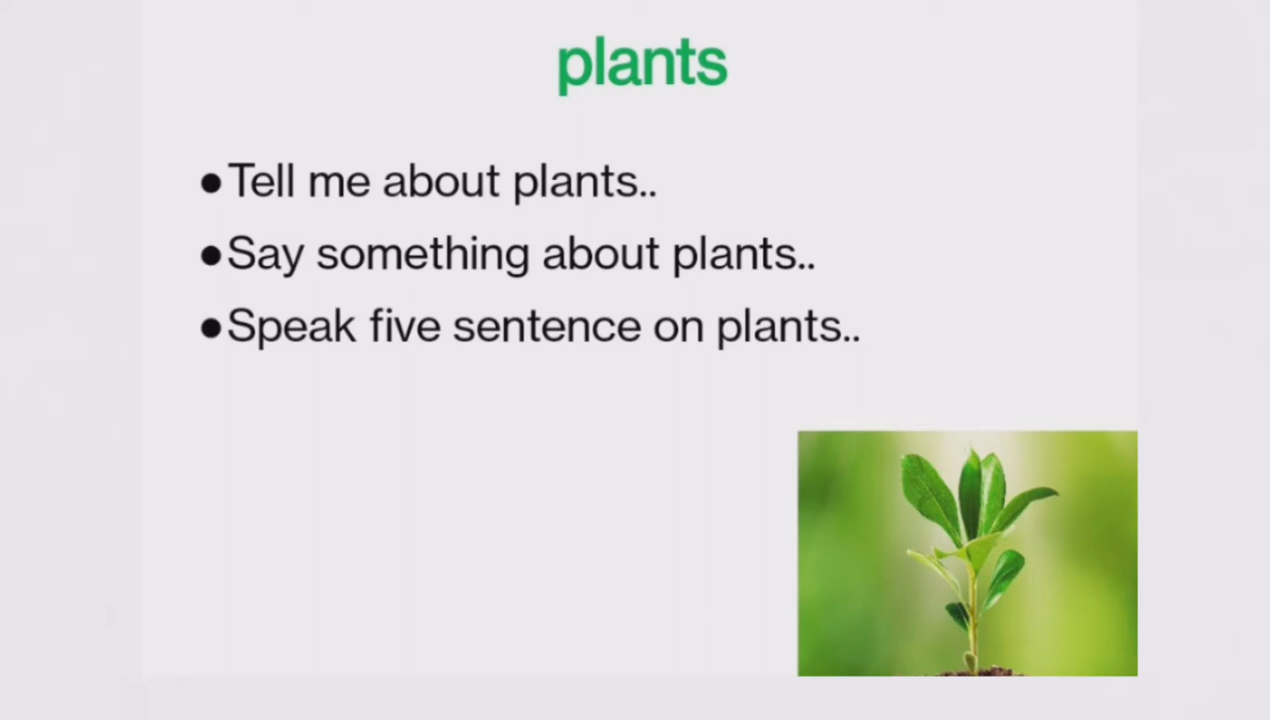 plants
●Tell me about plants..
●Say something about plants..
●Speak five sentence on plants..